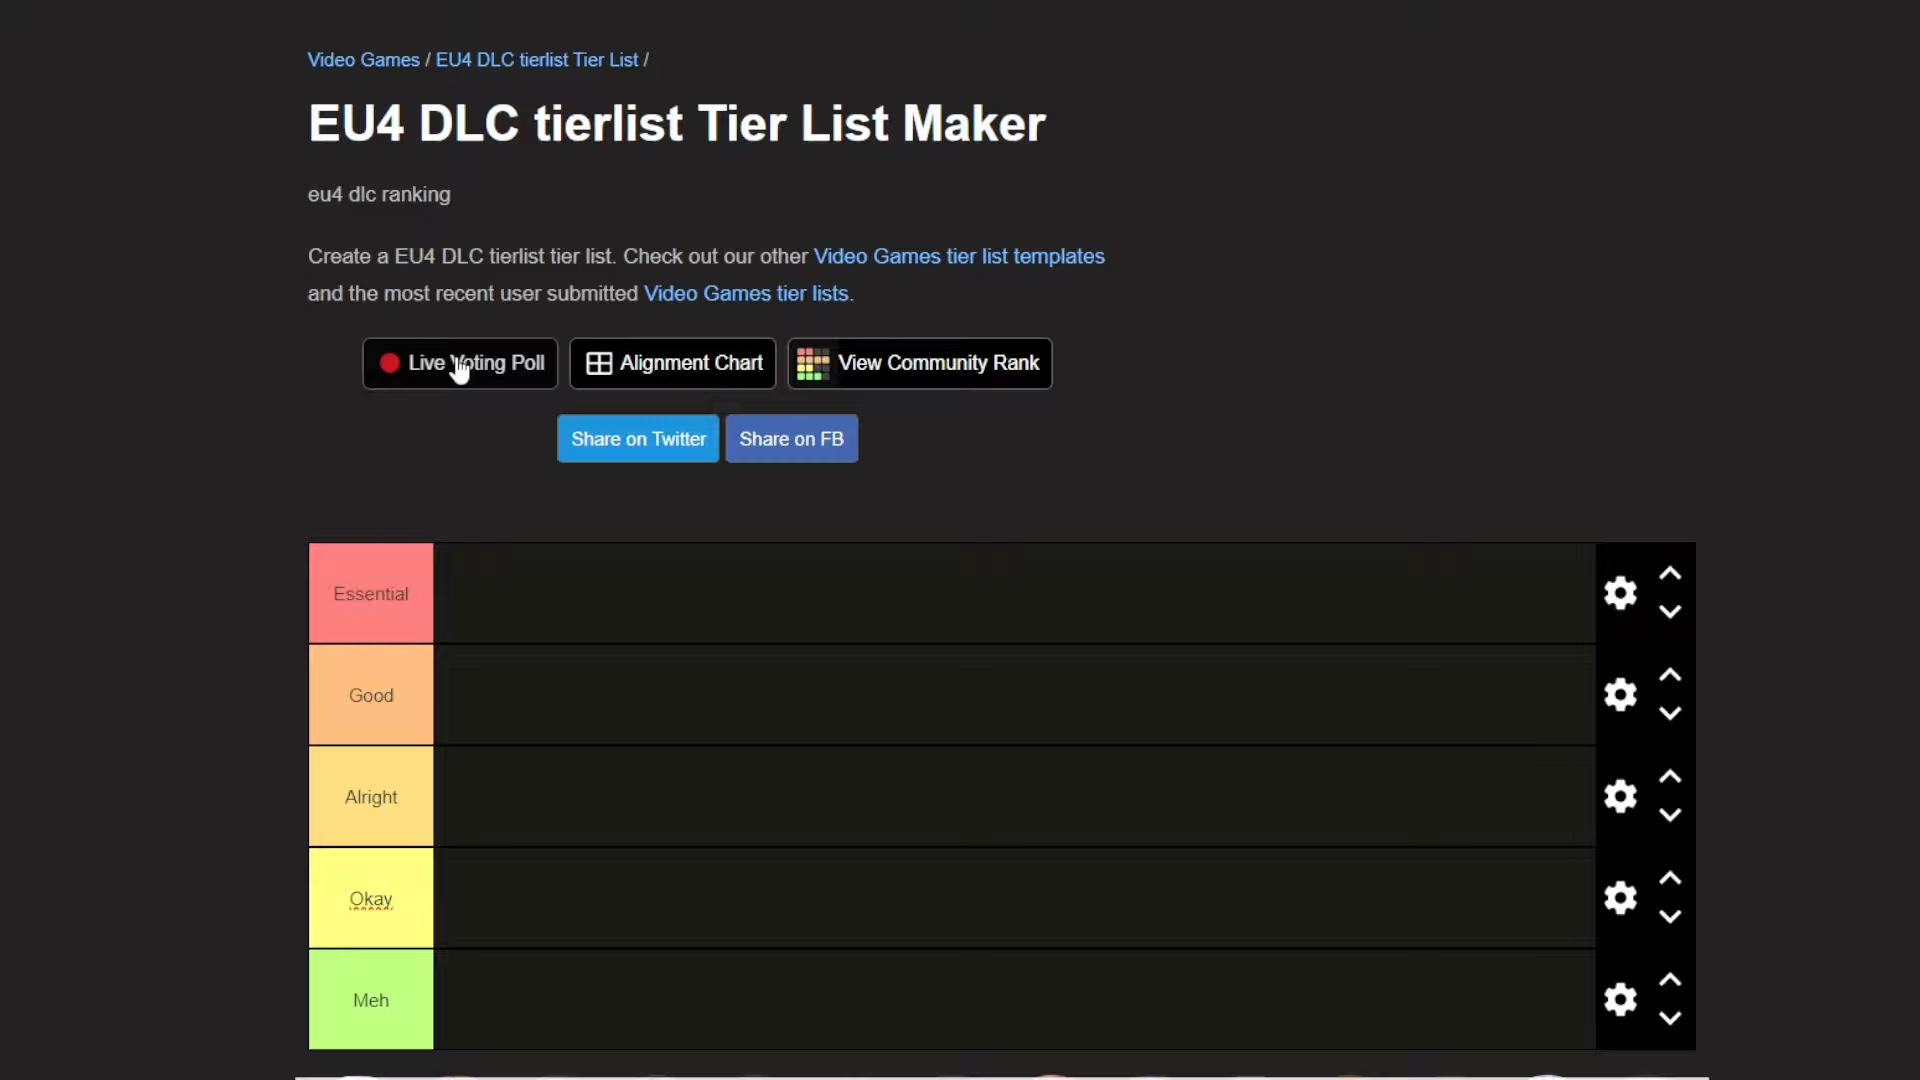 Video Games / EU4 DLC tierlist Tier List /
EU4 DLC tierlist Tier List Maker
eu4 dlc ranking
Create a EU4 DLC tierlist tier list. Check out our other Video Games tier list templates
and the most recent user submitted Video Games tier lists.
Live Voting Poll
Alignment Chart
View Community Rank
Share on Twitter
Share on FB
Essential
Good
Alright
Okay
Meh